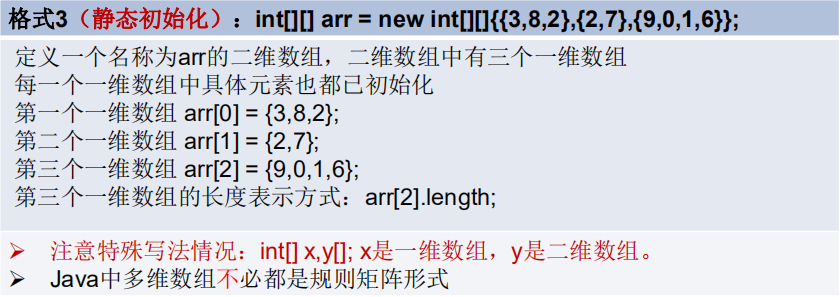 格式3（静态初始化）：int[][] arr = new int[][]{{3,8,2},{2,7},{9,0,1,6}};
定义一个名称为arr的二维数组，二维数组中有三个一维数组
每一个一维数组中具体元素也都已初始化
第一个一维数组 arr[0] = {3,8,2};
第二个一维数组 arr[1] = {2,7};
第三个一维数组 arr[2] = {9,0,1,6};
第三个一维数组的长度表示方式：arr[2].length;
➢ 注意特殊写法情况：int[] x,y[]; x是一维数组，y是二维数组。
➢ Java中多维数组不必都是规则矩阵形式